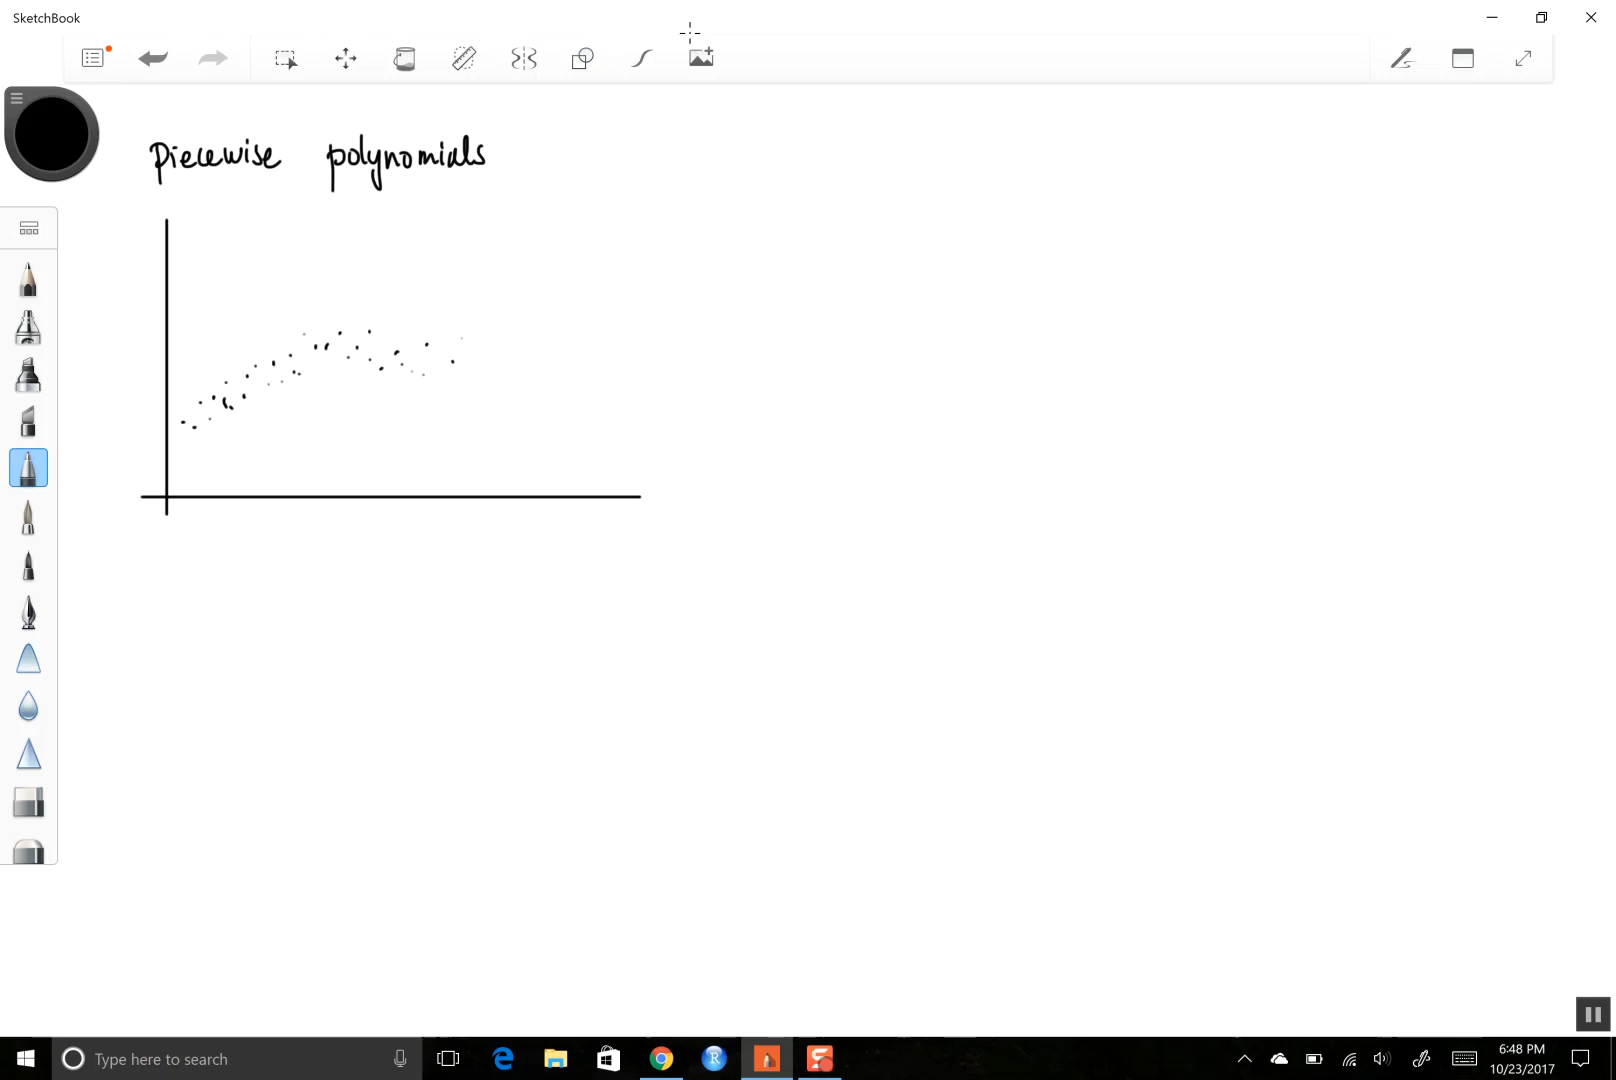 SketchBook
Piecewise polynomials
Type here to search
6:48 PM
10/23/2017